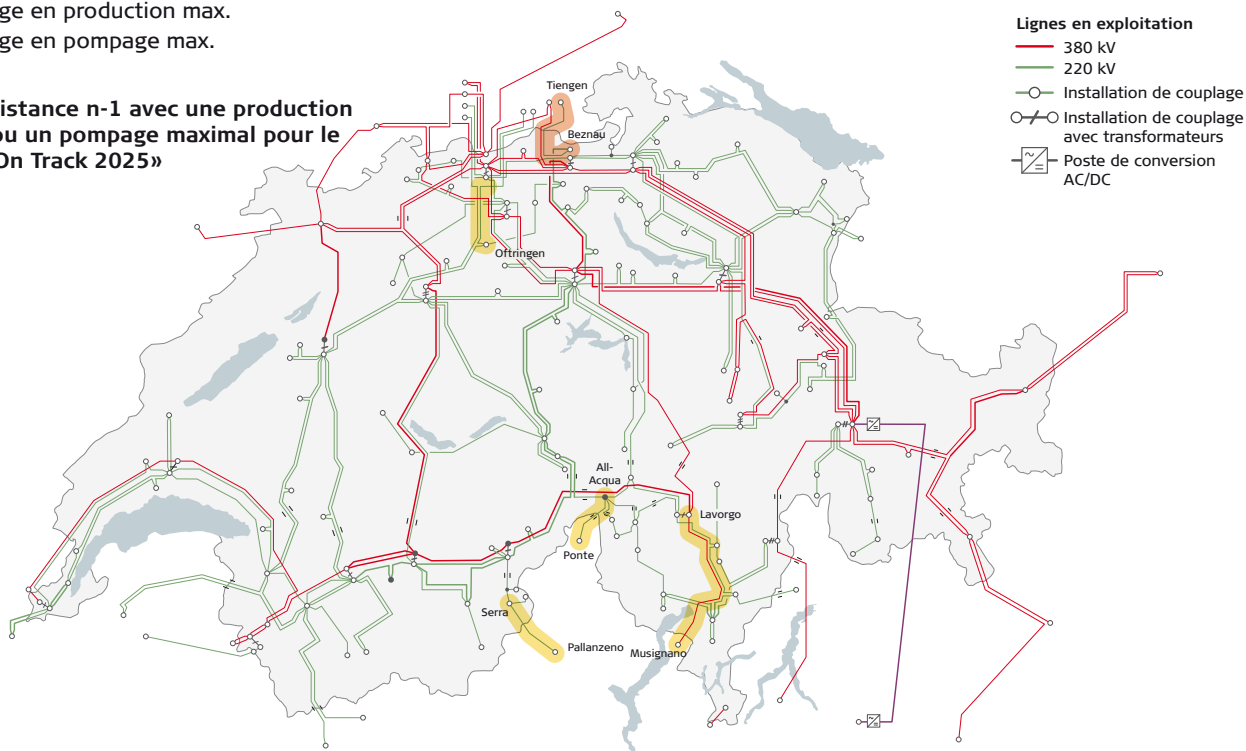 ge en production max.
ge en pompage max.
istance n-1 avec une production
ou un pompage maximal pour le
On Track 2025»
Lignes en exploitation
380 kV
220 kV
Installation de couplage
Installation de couplage
avec transformateurs
Poste de conversion
AC/DC
Tiengen
Beznau
Oftringen
All-
Acqua
Lavorgo
Ponte
Serra
Pallanzeno
Musignano